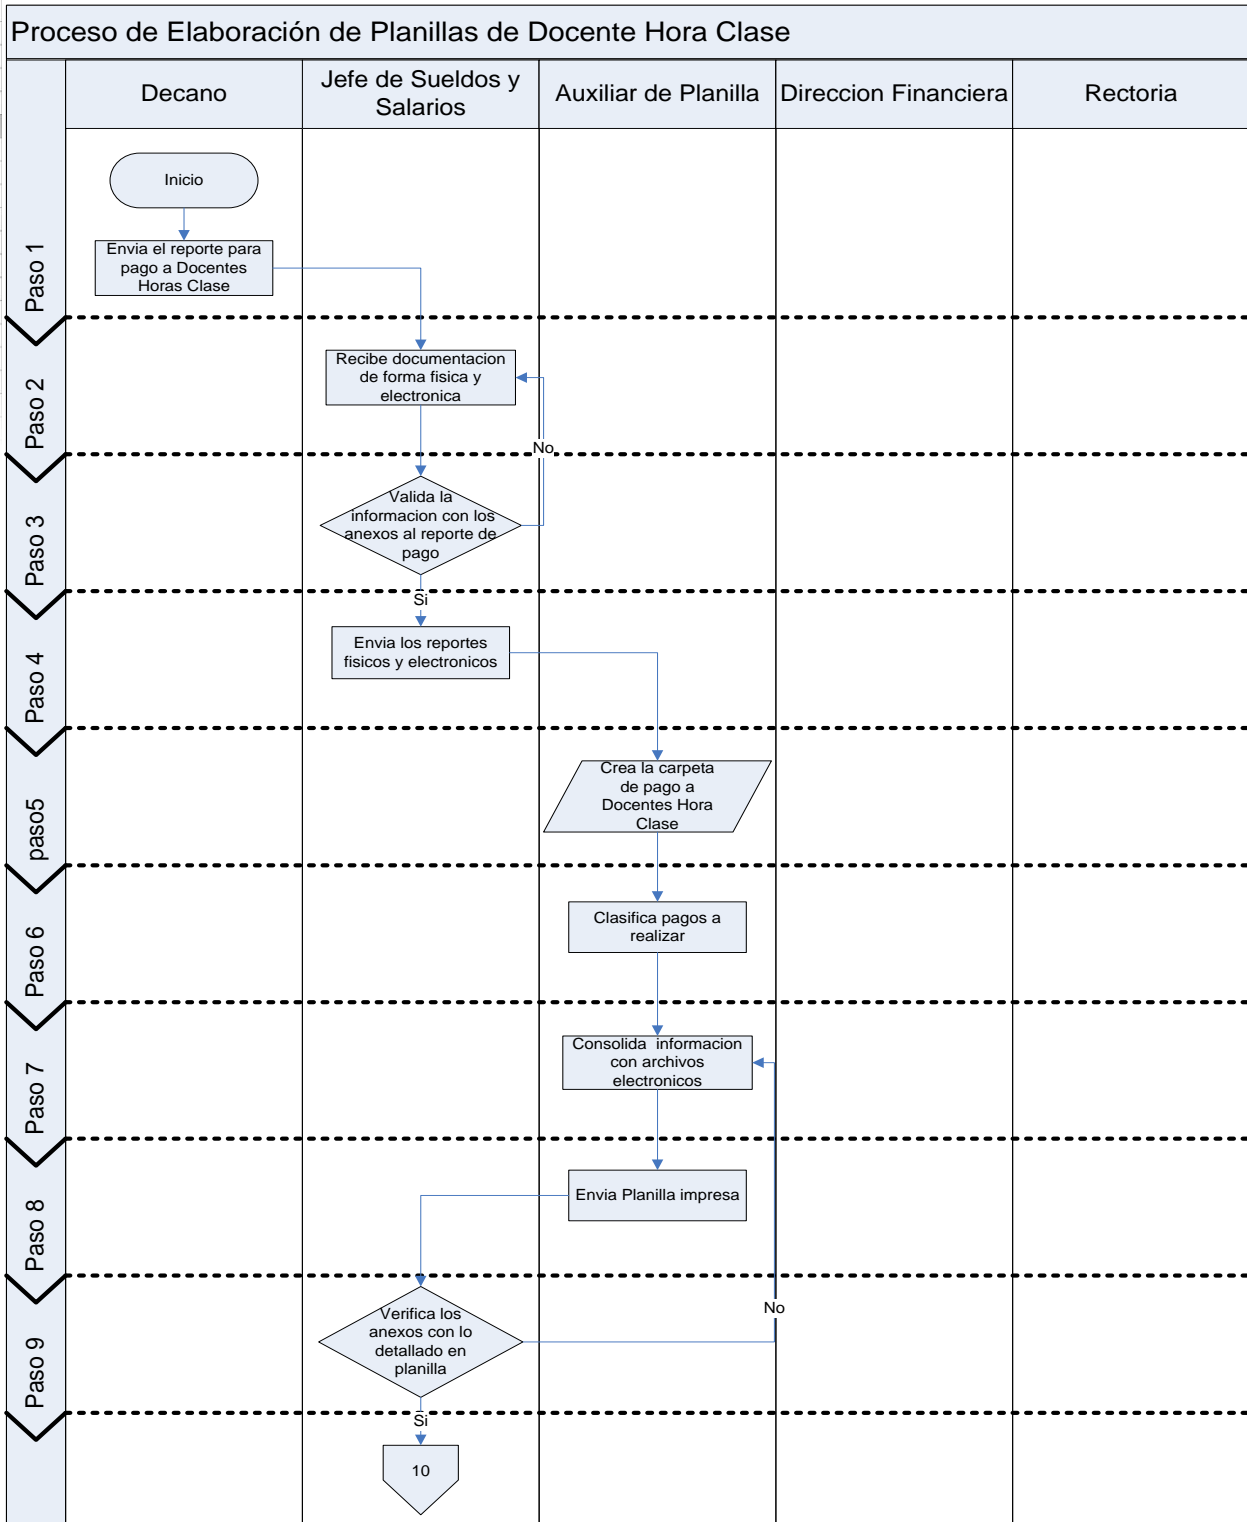 Proceso de Elaboración de Planillas de Docente Hora Clase
Decano
Jefe de Sueldos y
Salarios
Auxiliar de Planilla
Direccion Financiera
Rectoria
Paso 1
Inicio
Envia el reporte para
pago a Docentes
Horas Clase
Paso 2
Recibe documentacion
de forma fisica y
electronica
No
Paso 3
Valida la
informacion con los
anexos al reporte de
pago
Si
Paso 4
Envia los reportes
fisicos y electronicos
paso5
Crea la carpeta
de pago a
Docentes Hora
Clase
Paso 6
Clasifica pagos a
realizar
Paso 7
Consolida  informacion
con archivos
electronicos
Paso 8
Envia Planilla impresa
Paso 9
Verifica los
anexos con lo
detallado en
planilla
No
Si
10